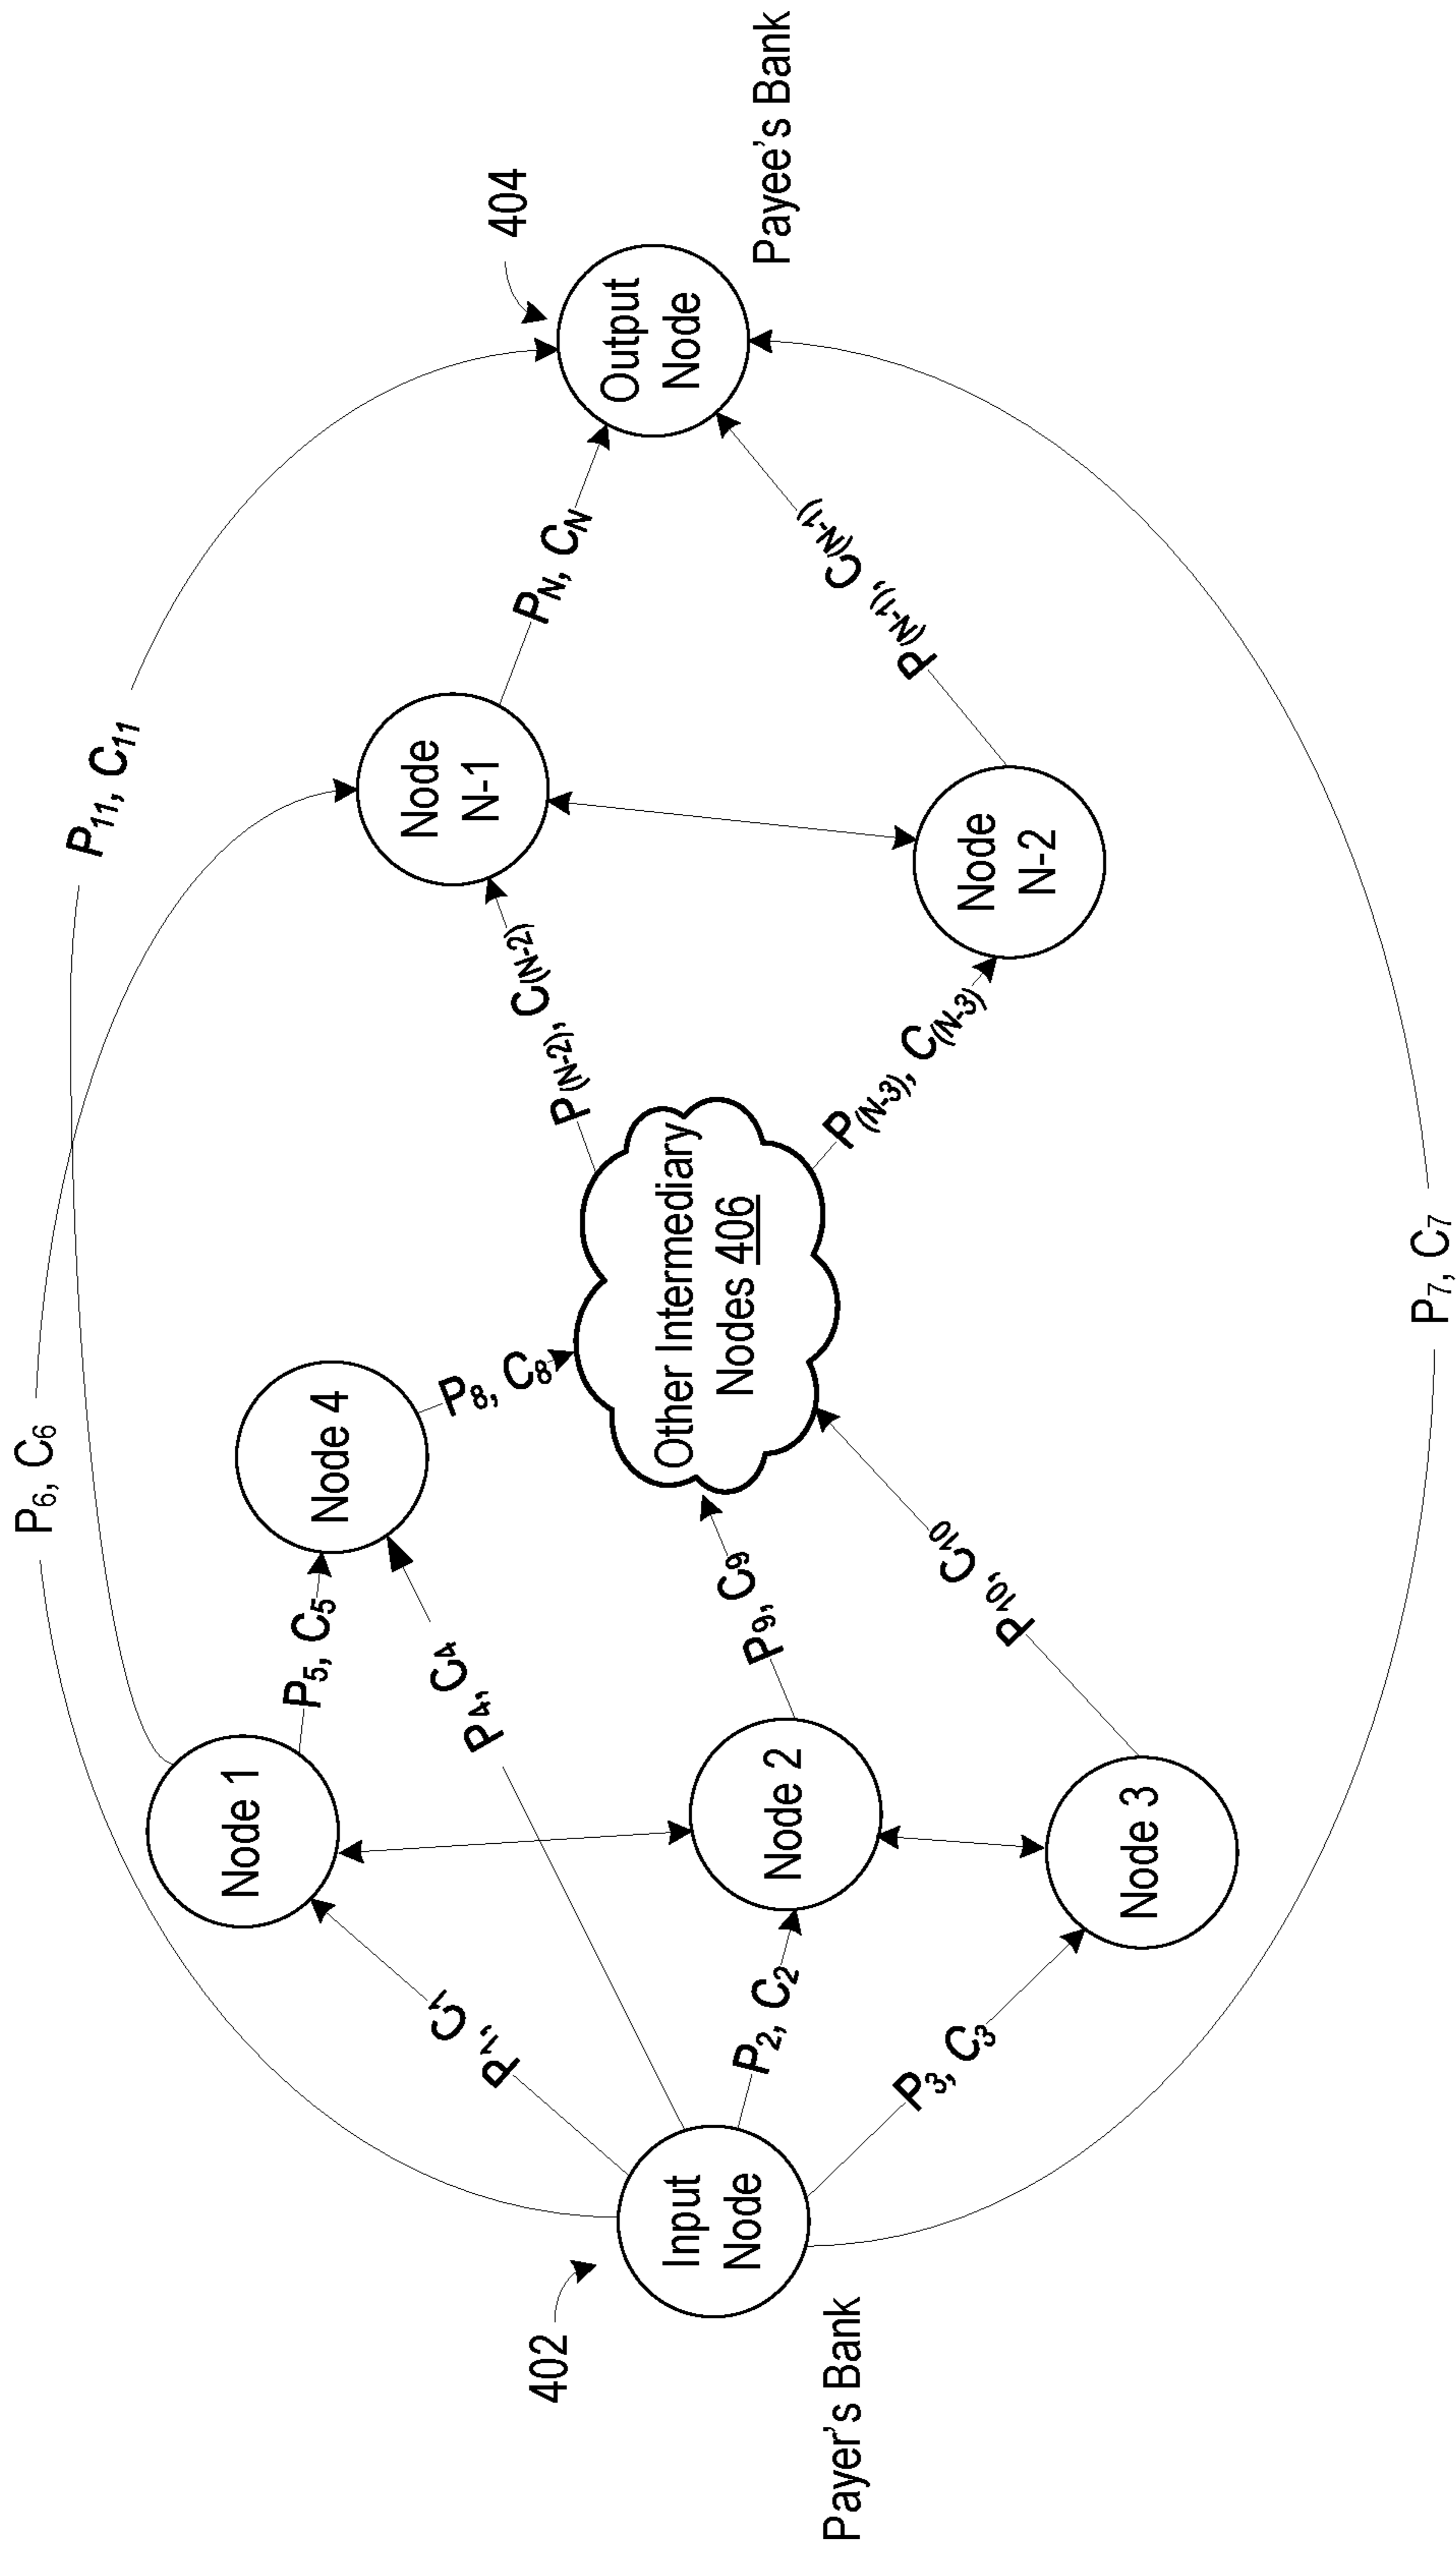 P6, C6
P11, C11
402
Payer's Bank
Input
Node
P1, C1
P4, C4
P2, C2
P3, C3
Node 1
Node 2
Node 3
P5, C5
Node 4
P8, C8
P9, C9
P10, C10
Other Intermediary
Nodes 406
P(N-2), C(N-2)
P(N-3), C(N-3)
Node
N-1
Node
N-2
PN, CN
P(N-1), C(N-1)
404
Output
Node
Payee's Bank
P7, C7